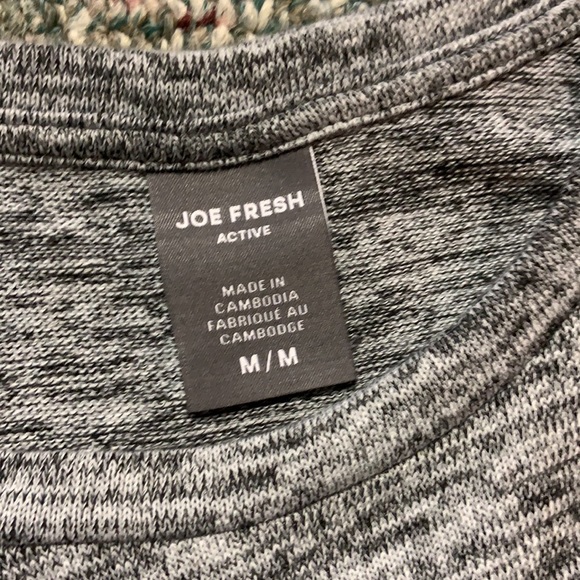 JOE FRESH
ACTIVE
MADE IN
CAMBODIA
FABRIQUÉ AU
CAMBODGE
M/M